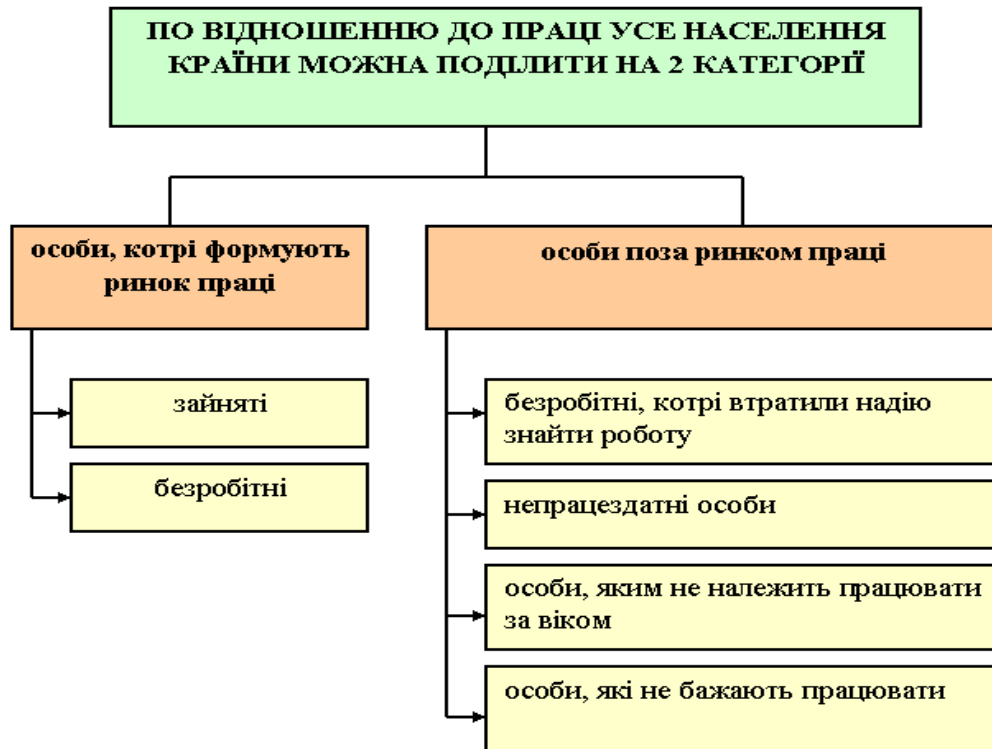 ПО ВІДНОШЕННЮ ДО ПРАЦІ УСЕ НАСЕЛЕННЯ
КРАЇНИ МОЖНА ПОДІЛИТИ НА 2 КАТЕГОРІЇ
особи, котрі формують
ринок праці
зайняті
безробітні
особи поза ринком праці
безробітні, котрі втратили надію
знайти роботу
непрацездатні особи
особи, яким не належить працювати
за віком
особи, які не бажають працювати